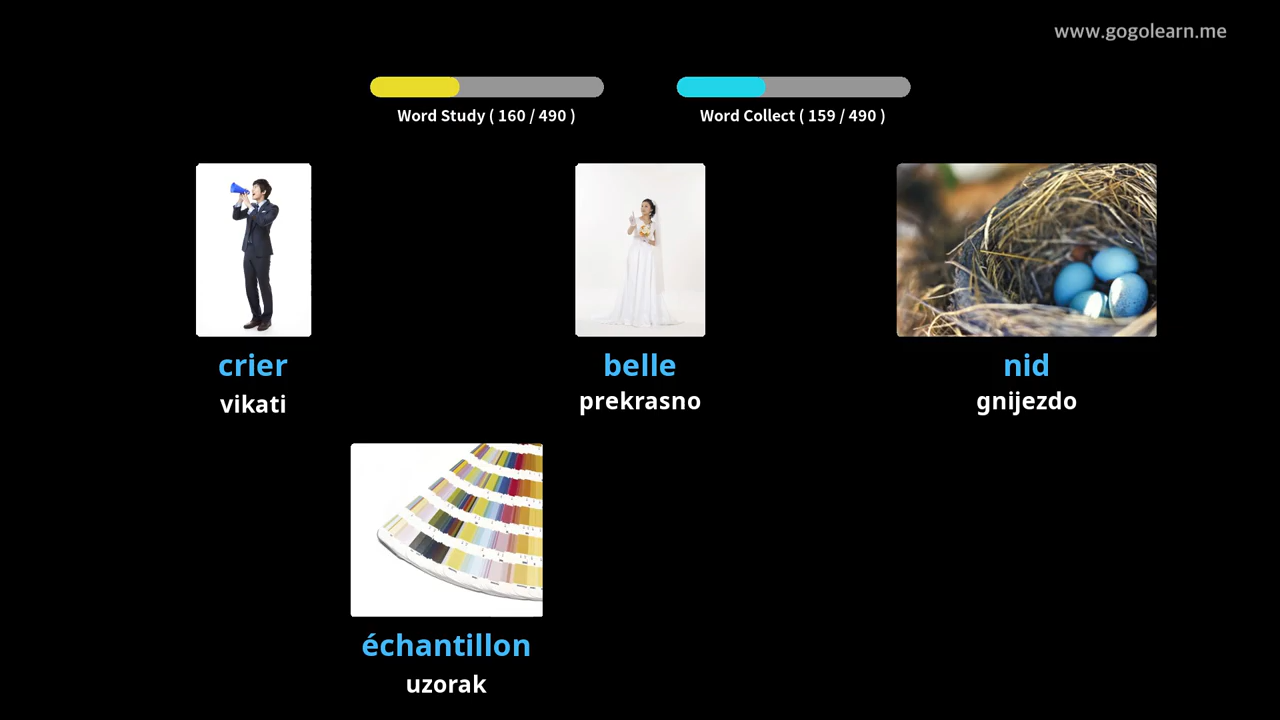 www.gogolearn.me
Word Study ( 160 / 490 )
Word Collect ( 159 / 490 )
crier
vikati
belle
prekrasno
nid
gnijezdo
échantillon
uzorak